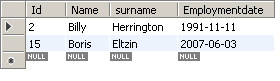 Id Name surname Employmentdate
2 Billy Herrington 1991-11-11
15 Boris Eltzin 2007-06-03
NULL NULL NULL NULL